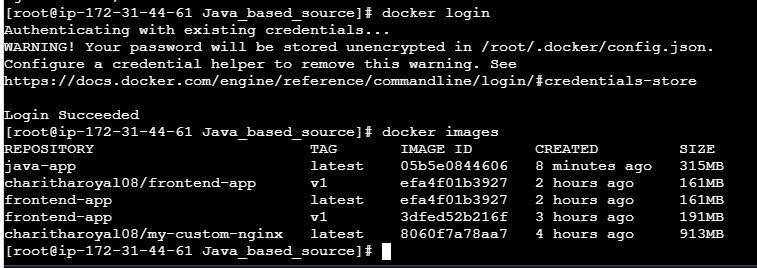 [root@ip-172-31-44-61 Java_based_source]# docker login
Authenticating with existing credentials...
WARNING! Your password will be stored unencrypted in /root/.docker/config.json.
Configure a credential helper to remove this warning. See
https://docs.docker.com/engine/reference/commandline/login/#credentials-store

Login Succeeded
[root@ip-172-31-44-61 Java_based_source]# docker images
REPOSITORY TAG IMAGE ID CREATED SIZE
java-app latest 05b5e0844606 8 minutes ago 315MB
charitharoyal08/frontend-app v1 efa4f01b3927 2 hours ago 161MB
frontend-app latest efa4f01b3927 2 hours ago 161MB
frontend-app v1 3dfed52b216f 3 hours ago 191MB
charitharoyal08/my-custom-nginx latest 8060f7a78aa7 4 hours ago 913MB
[root@ip-172-31-44-61 Java_based_source]#